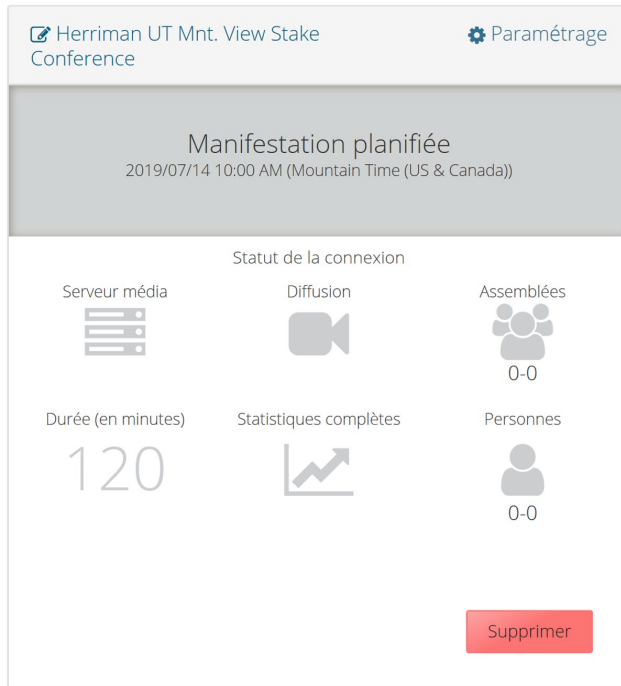 Herriman UT Mnt. View Stake
Conference
Paramétrage
Manifestation planifiée
2019/07/14 10:00 AM (Mountain Time (US & Canada))
Statut de la connexion
Serveur média
Diffusion
Assemblées
0-0
Durée (en minutes)
Statistiques complètes
Personnes
120
0-0
Supprimer